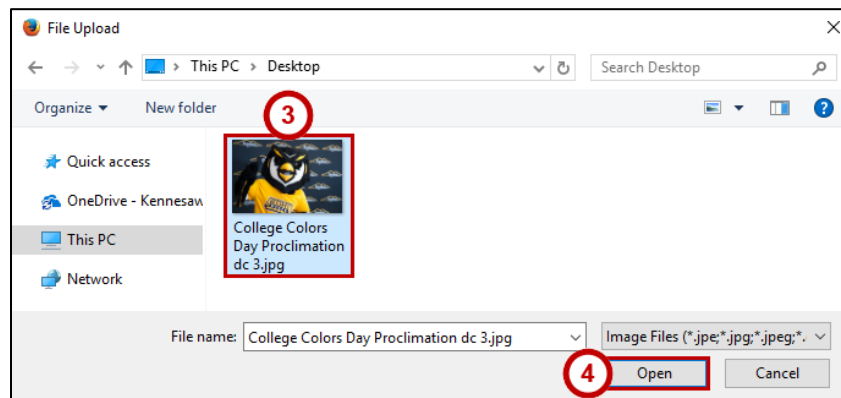 File Upload
This PC > Desktop
Search Desktop
Organize
New folder
3
Quick access
OneDrive - Kennesaw
This PC
Network
College Colors
Day Proclimation
dc 3.jpg
File name:
College Colors Day Proclimation dc 3.jpg
Image Files (*.jpe;*.jpg;*.jpeg;*.
4
Open
Cancel